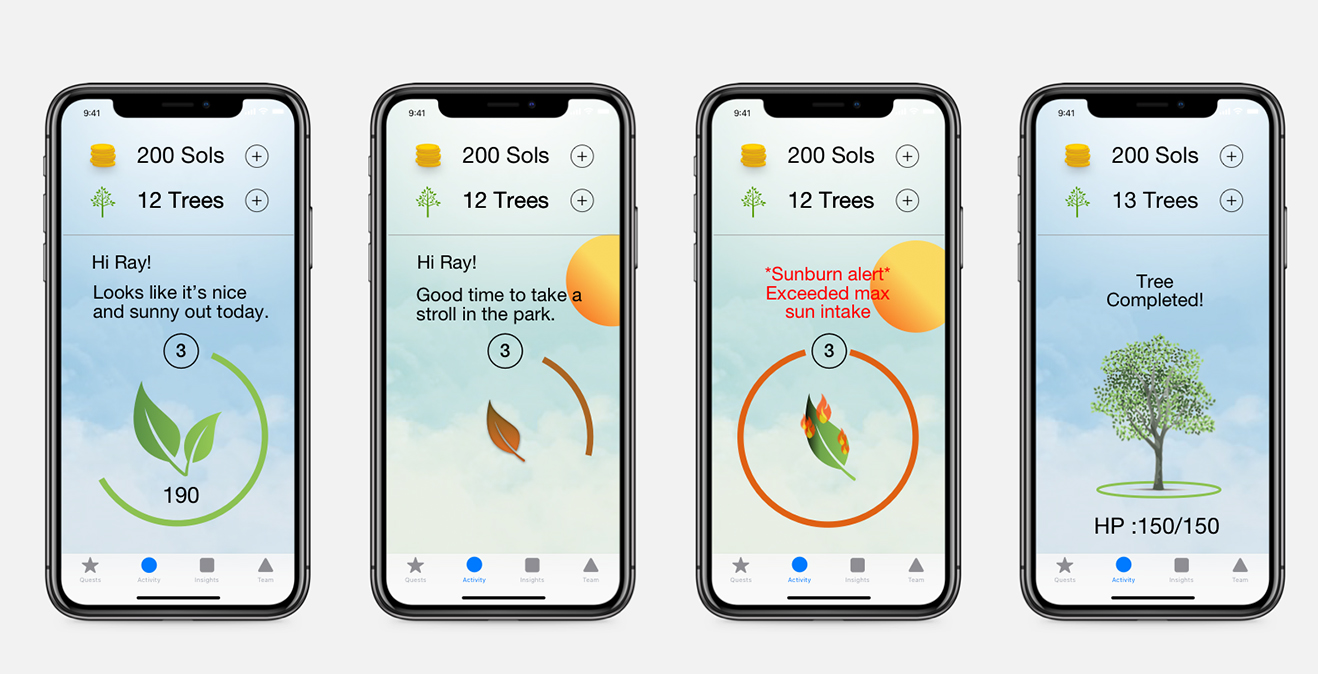 9:41
200 Sols
12 Trees
Hi Ray!
Looks like it's nice
and sunny out today.
3
190
Quests
Activity
Insights
Team
9:41
200 Sols
12 Trees
Hi Ray!
Good time to take a
stroll in the park.
3
Quests
Activity
Insights
Team
9:41
200 Sols
12 Trees
*Sunburn alert*
Exceeded max
sun intake
3
Quests
Activity
Insights
Team
9:41
200 Sols
13 Trees
Tree
Completed!
HP :150/150
Quests
Activity
Insights
Team